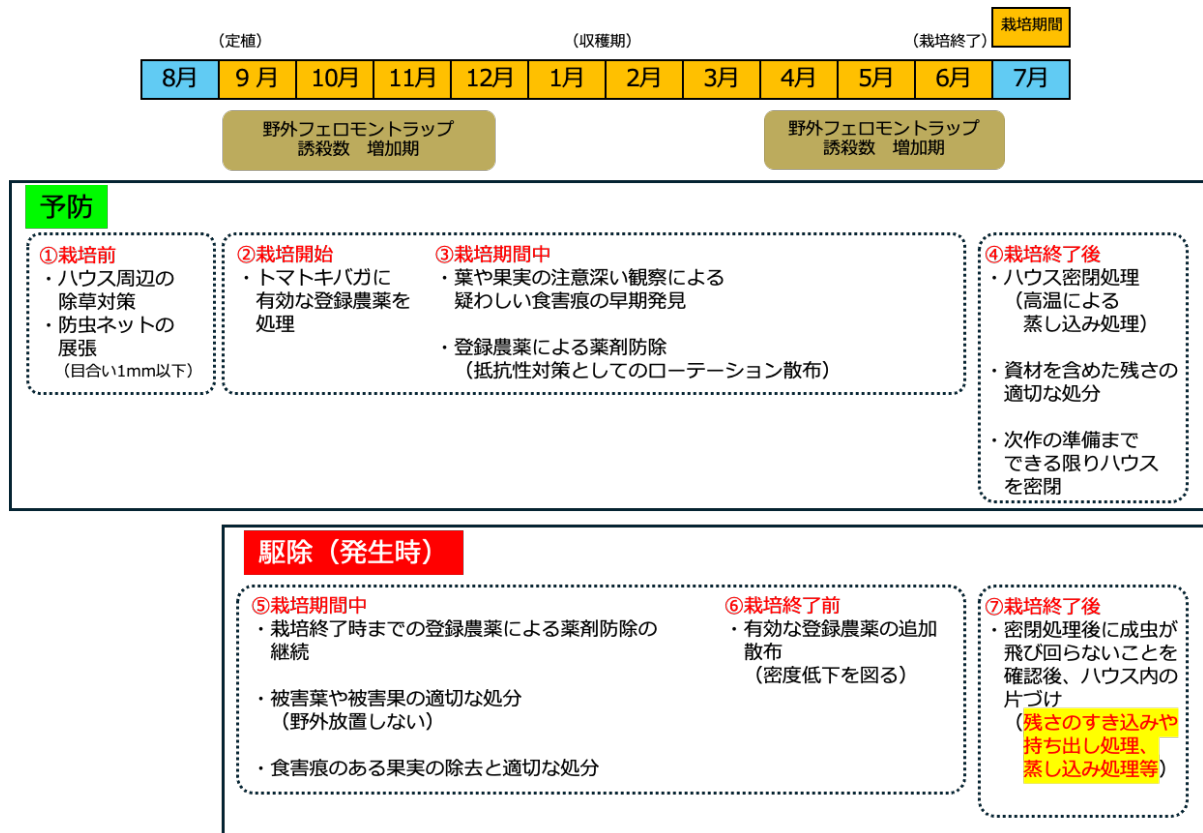 栽培期間
（定植）
（収穫期）
（栽培終了）
8月 9 月 10月 11月 12月 1月 2月 3月 4月 5月 6月 7月
野外フェロモントラップ
誘殺数　増加期
野外フェロモントラップ
誘殺数　増加期
予防
①栽培前
・ハウス周辺の
除草対策
・防虫ネットの
展張
（目合い1mm以下）
②栽培開始
・トマトキバガに
有効な登録農薬を
処理
③栽培期間中
・葉や果実の注意深い観察による
疑わしい食害痕の早期発見
・登録農薬による薬剤防除
（抵抗性対策としてのローテーション散布）
④栽培終了後
・ハウス密閉処理
（高温による
蒸し込み処理）
・資材を含めた残さの
適切な処分
・次作の準備まで
できる限りハウス
を密閉
駆除（発生時）
⑤栽培期間中
・栽培終了時までの登録農薬による薬剤防除の
継続
・被害葉や被害果の適切な処分
（野外放置しない）
・食害痕のある果実の除去と適切な処分
⑥栽培終了前
・有効な登録農薬の追加
散布
（密度低下を図る）
⑦栽培終了後
・密閉処理後に成虫が
飛び回らないことを
確認後、ハウス内の
片づけ
（残さのすき込みや
持ち出し処理、
蒸し込み処理等）